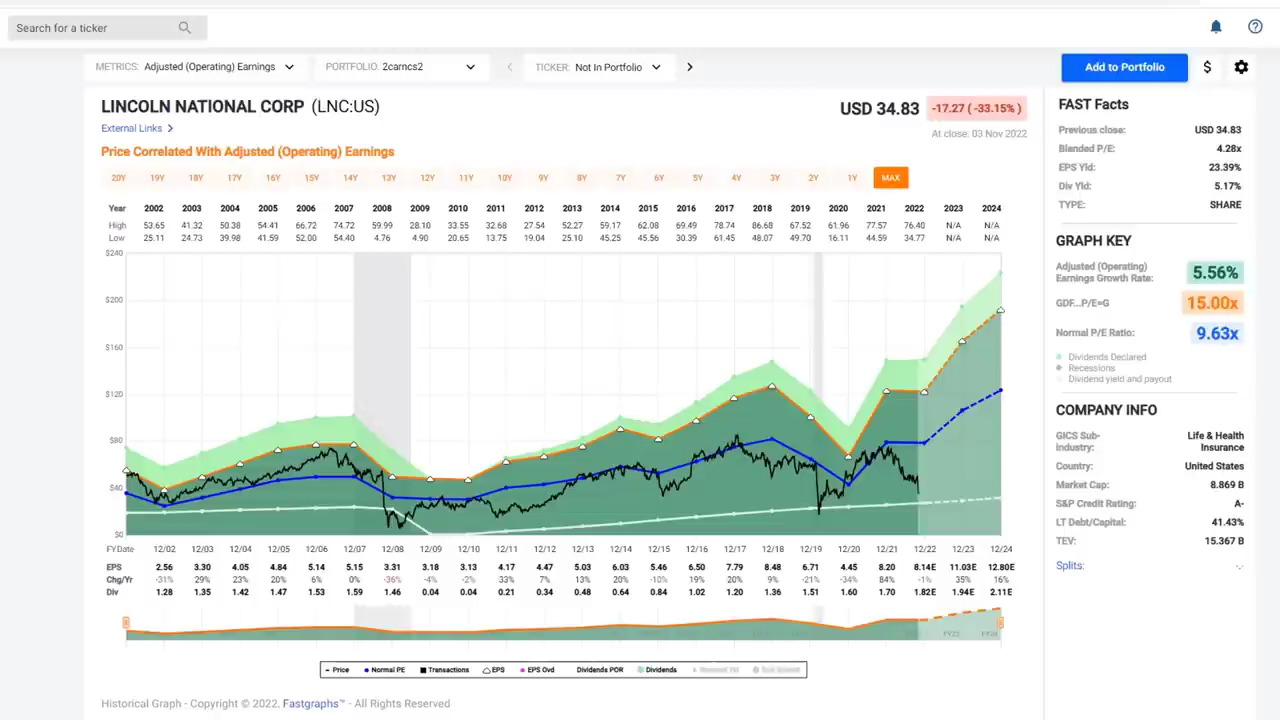 Search for a ticker
METRICS: Adjusted (Operating) Earnings PORTFOLIO: 2carncs2 TICKER: Not In Portfolio Add to Portfolio $
LINCOLN NATIONAL CORP (LNC:US) USD 34.83 -17.27 ( -33.15% )
External Links At close: 03 Nov 2022
Price Correlated With Adjusted (Operating) Earnings
20Y 19Y 18Y 17Y 16Y 15Y 14Y 13Y 12Y 11Y 10Y 9Y 8Y 7Y 6Y 5Y 4Y 3Y 2Y 1Y MAX
Year 2002 2003 2004 2005 2006 2007 2008 2009 2010 2011 2012 2013 2014 2015 2016 2017 2018 2019 2020 2021 2022 2023 2024
High 53.65 41.32 50.38 54.41 66.72 74.72 59.99 28.10 33.55 32.68 27.54 52.27 59.17 62.08 69.49 78.74 86.68 67.52 61.96 77.57 76.40 N/A N/A
Low 25.11 24.73 39.98 41.59 52.00 54.40 4.76 4.90 20.65 13.75 19.04 25.10 45.25 45.56 30.39 61.45 48.07 49.70 16.11 44.59 34.77 N/A N/A
$240
$200
$160
$120
$80
$40
$0
FYDate 12/02 12/03 12/04 12/05 12/06 12/07 12/08 12/09 12/10 12/11 12/12 12/13 12/14 12/15 12/16 12/17 12/18 12/19 12/20 12/21 12/22 12/23 12/24
EPS 2.56 3.30 4.05 4.84 5.14 5.15 3.31 3.18 3.13 4.17 4.47 5.03 6.03 5.46 6.50 7.79 8.48 6.71 4.45 8.20 8.14E 11.03E 12.80E
Chg/Yr -31% 29% 23% 20% 6% 0% -36% -4% -2% 33% 7% 13% 20% -10% 19% 20% 9% -21% -34% 84% -1% 35% 16%
Div 1.28 1.35 1.42 1.47 1.53 1.59 1.46 0.04 0.04 0.21 0.34 0.48 0.64 0.84 1.02 1.20 1.36 1.51 1.60 1.70 1.82E 1.94E 2.11E
FY22
Price Normal PE Transactions EPS EPS Ovd Dividends POR Dividends
Historical Graph - Copyright © 2022, Fastgraphs™ - All Rights Reserved
FAST Facts
Previous close: USD 34.83
Blended P/E: 4.28x
EPS Yld: 23.39%
Div Yld: 5.17%
TYPE: SHARE
GRAPH KEY
Adjusted (Operating)
Earnings Growth Rate: 5.56%
GDF...P/E=G 15.00x
Normal P/E Ratio: 9.63x
Dividends Declared
Recessions
Dividend yield and payout
COMPANY INFO
GICS Sub-
industry: Life & Health
Insurance
Country: United States
Market Cap: 8.869 B
S&P Credit Rating: A-
LT Debt/Capital: 41.43%
TEV: 15.367 B
Splits: -.-